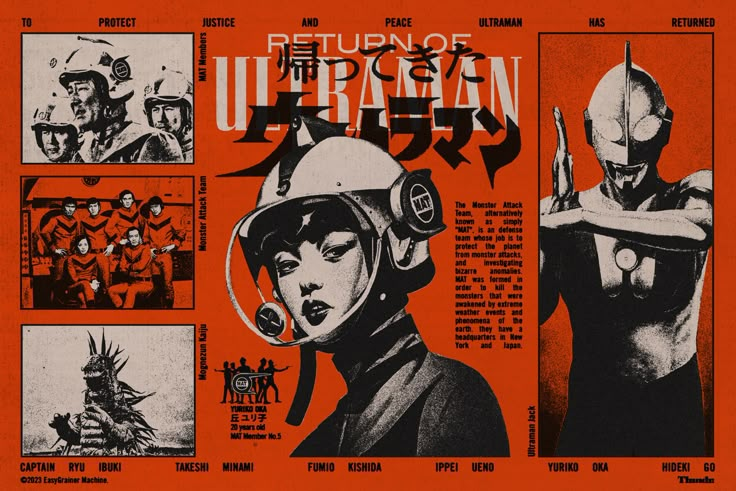 TO PROTECT JUSTICE AND PEACE ULTRAMAN HAS RETURNED
RETURN OF
ULTRAMAN
帰ってきた
ウルトラマン
MAT Members
Monster Attack Team
Mognezun Kaiju
MAT
MAT
YURIKO OKA
丘ユリ子
20 years old
MAT Member No.5
The Monster Attack
Team, alternatively
known as simply
"MAT", is an defense
team whose job is to
protect the planet
from monster attacks,
and investigating
bizarre anomalies.
MAT was formed in
order to kill the
monsters that were
awakened by extreme
weather events and
phenomena of the
earth. they have a
headquarters in New
York and Japan.
Ultraman Jack
CAPTAIN RYU IBUKI TAKESHI MINAMI FUMIO KISHIDA IPPEI UENO YURIKO OKA HIDEKI GO
©2023 EasyGrainer Machine.